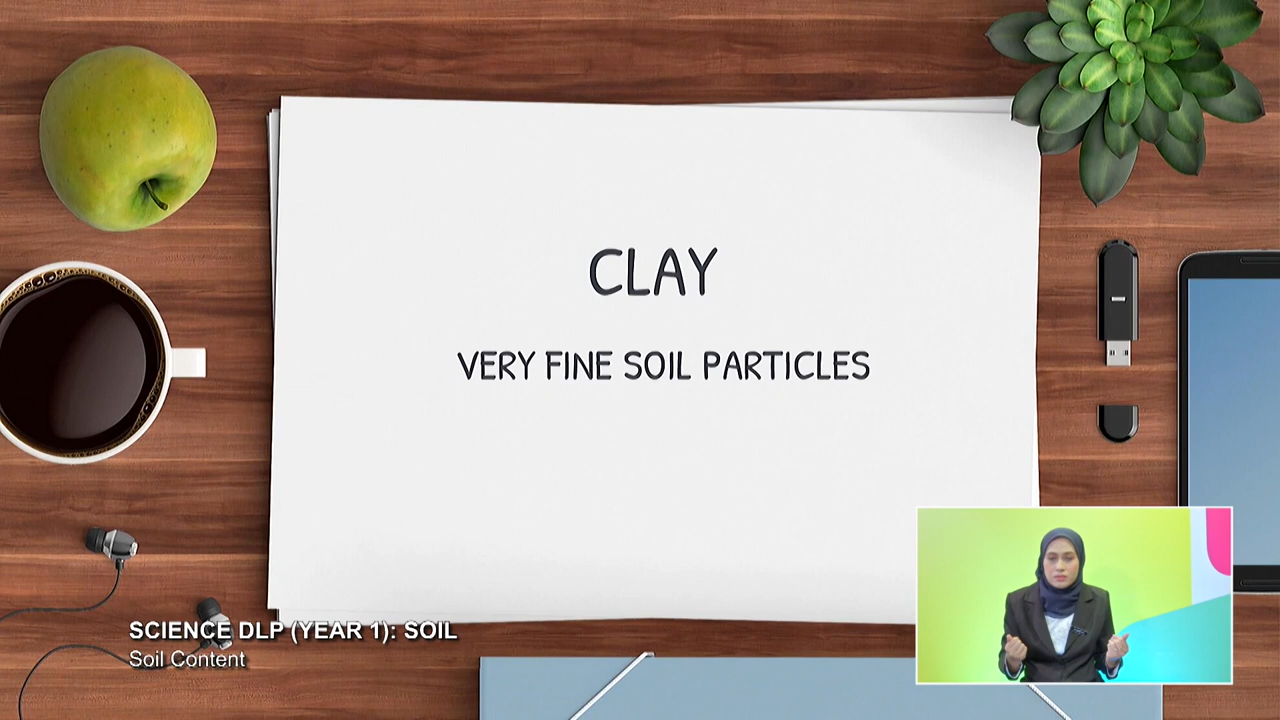 CLAY
VERY FINE SOIL PARTICLES
SCIENCE DLP (YEAR 1): SOIL
Soil Content